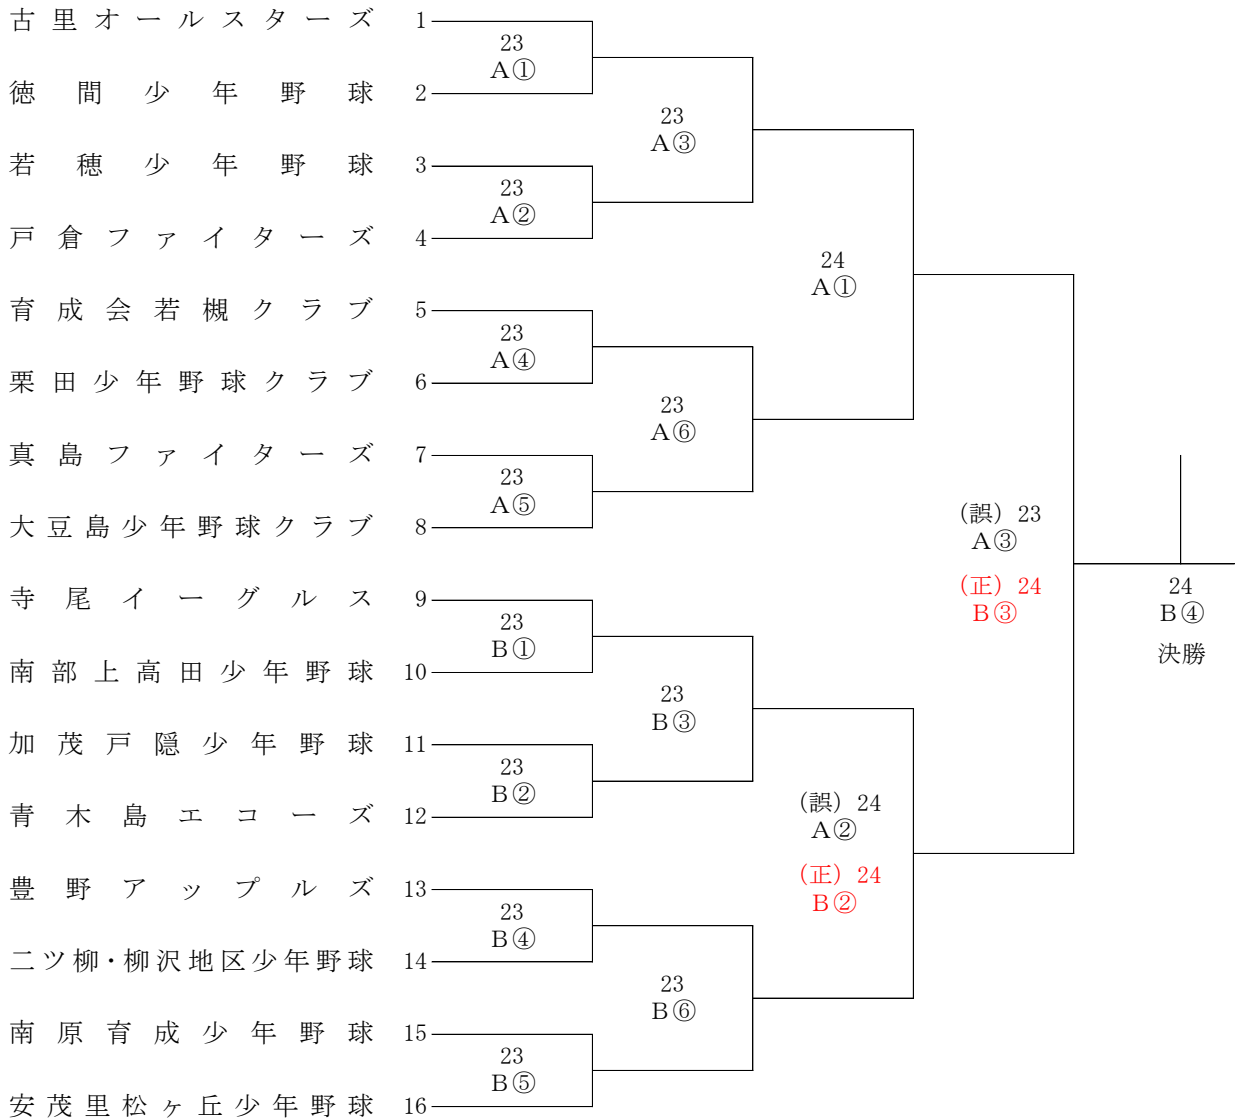 古里オールスターズ 1
23
A①
徳間少年野球 2
23
A③
若穂少年野球 3
23
A②
戸倉ファイターズ 4
24
A①
育成会若槻クラブ 5
23
A④
栗田少年野球クラブ 6
23
A⑥
真島ファイターズ 7
23
A⑤
大豆島少年野球クラブ 8
(誤) 23
A③
(正) 24
B③
24
B④
決勝
寺尾イーグルス 9
23
B①
南部上高田少年野球 10
23
B③
加茂戸隠少年野球 11
23
B②
青木島エコーズ 12
(誤) 24
A②
(正) 24
B②
豊野アップルズ 13
23
B④
二ツ柳・柳沢地区少年野球 14
23
B⑥
南原育成少年野球 15
23
B⑤
安茂里松ヶ丘少年野球 16